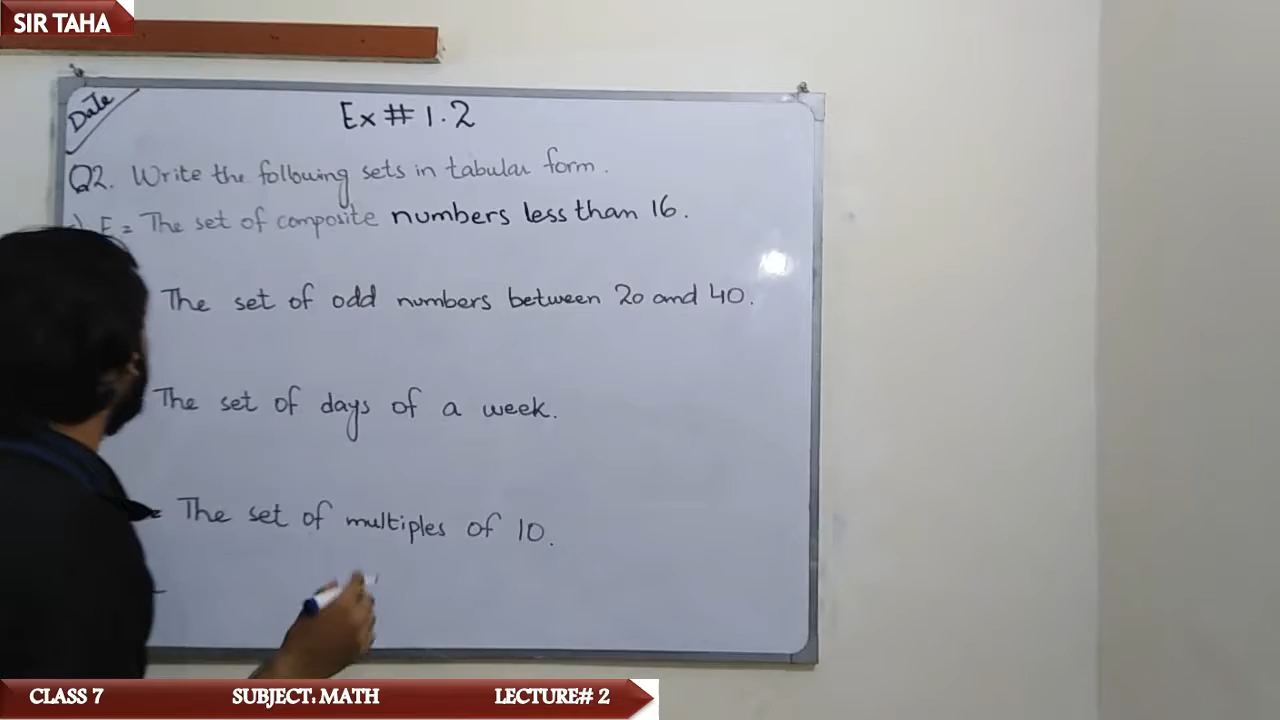 SIR TAHA
Date
Ex # 1.2
Q2. Write the following sets in tabular form.
E = The set of composite numbers less than 16.
The set of odd numbers between 20 and 40.
The set of days of a week.
= The set of multiples of 10.
CLASS 7 SUBJECT: MATH LECTURE# 2